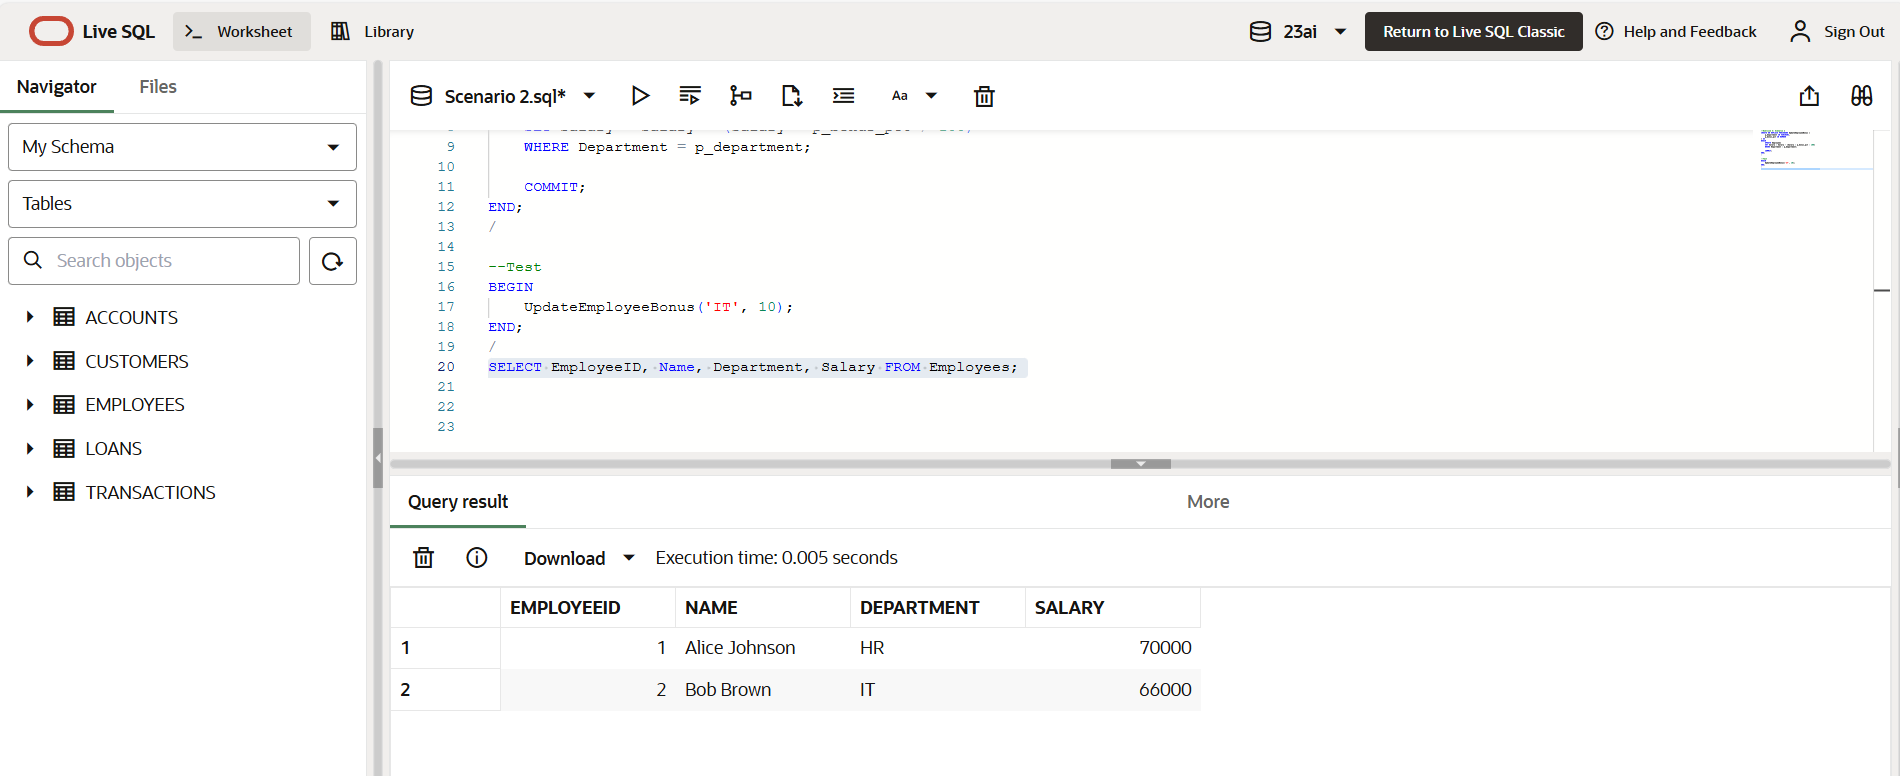 Live SQL
Worksheet
Library
23ai
Return to Live SQL Classic
Help and Feedback
Sign Out
Navigator
Files
My Schema
Tables
Search objects
ACCOUNTS
CUSTOMERS
EMPLOYEES
LOANS
TRANSACTIONS
Scenario 2.sql*
Aa
9 WHERE Department = p_department;
10
11 COMMIT;
12 END;
13 /
14
15 --Test
16 BEGIN
17 UpdateEmployeeBonus('IT', 10);
18 END;
19 /
20 SELECT EmployeeID, Name, Department, Salary FROM Employees;
21
22
23
Query result
More
Download
Execution time: 0.005 seconds
EMPLOYEEID NAME DEPARTMENT SALARY
1 1 Alice Johnson HR 70000
2 2 Bob Brown IT 66000